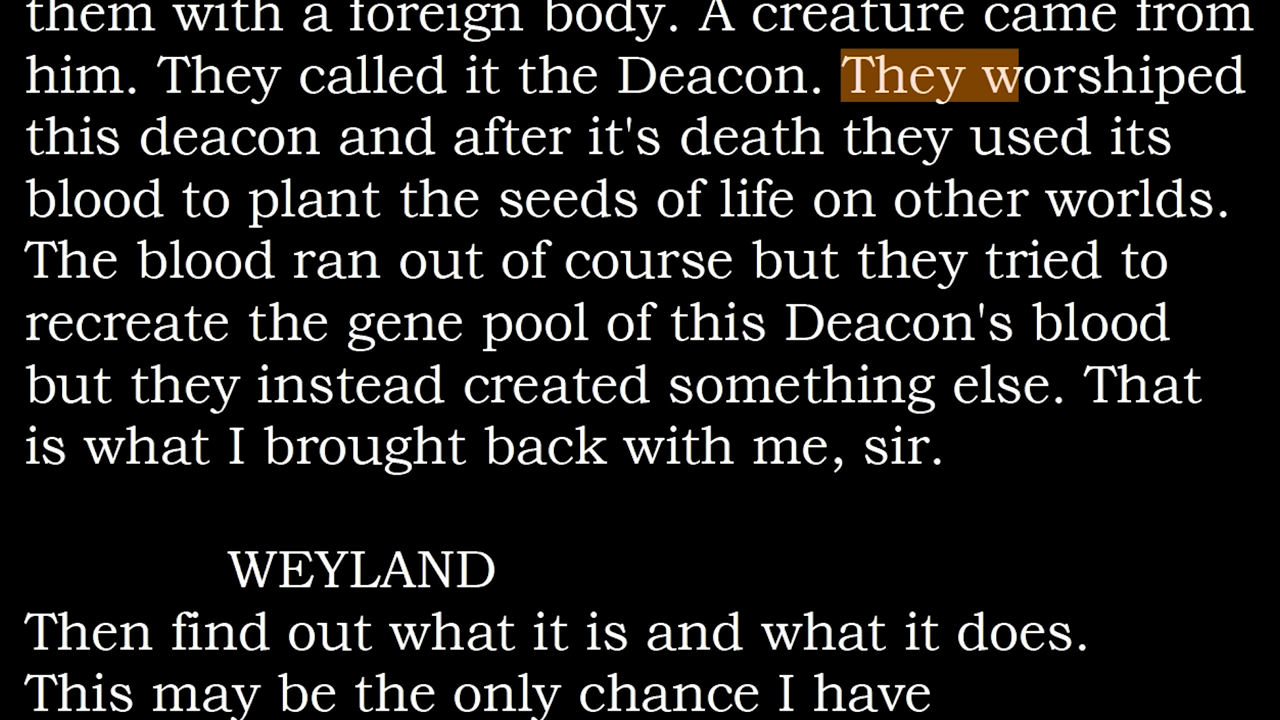 them with a foreign body. A creature came from
him. They called it the Deacon. They worshiped
this deacon and after it's death they used its
blood to plant the seeds of life on other worlds.
The blood ran out of course but they tried to
recreate the gene pool of this Deacon's blood
but they instead created something else. That
is what I brought back with me, sir.
WEYLAND
Then find out what it is and what it does.
This may be the only chance I have